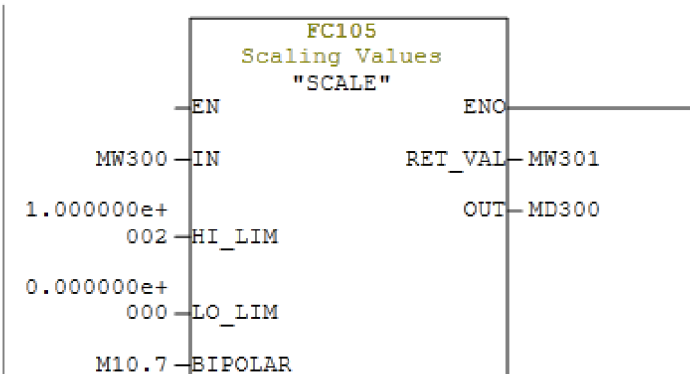 FC105
Scaling Values
"SCALE"
EN ENO
MW300 IN RET_VAL MW301
1.000000e+ OUT MD300
002 HI_LIM
0.000000e+
000 LO_LIM
M10.7 BIPOLAR